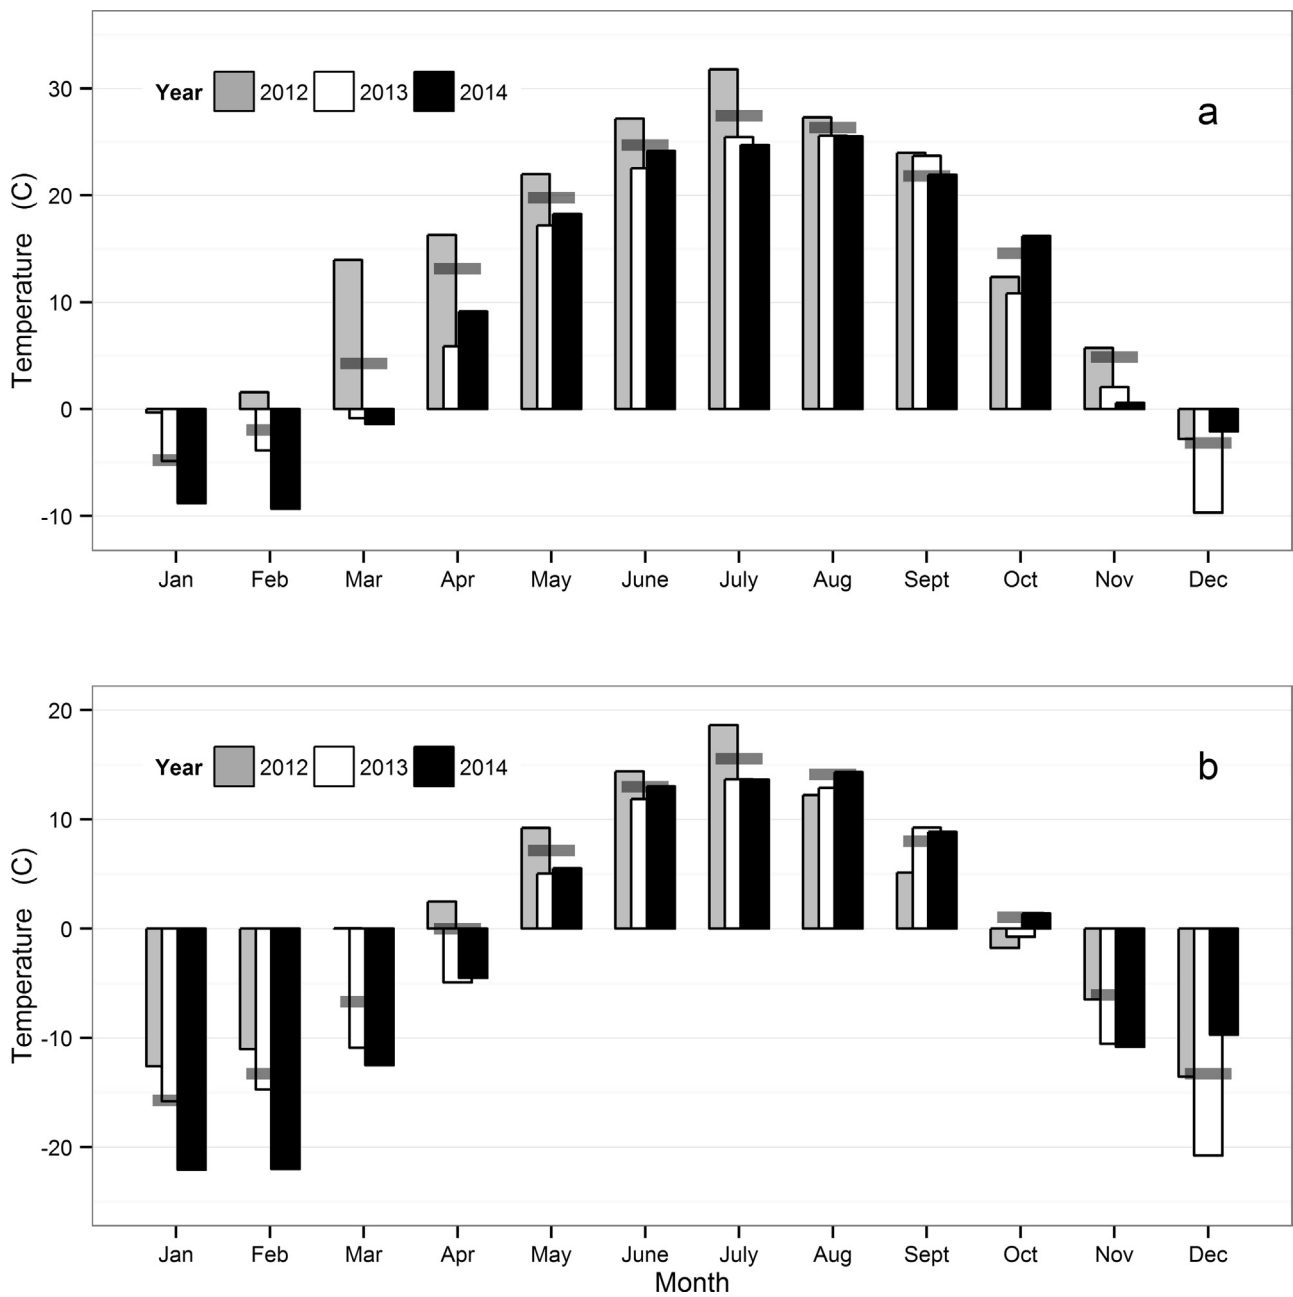 Year 2012 2013 2014
a
30
20
10
0
-10
Temperature (C)
Jan Feb Mar Apr May June July Aug Sept Oct Nov Dec
Year 2012 2013 2014
b
20
10
0
-10
-20
Temperature (C)
Jan Feb Mar Apr May June July Aug Sept Oct Nov Dec
Month